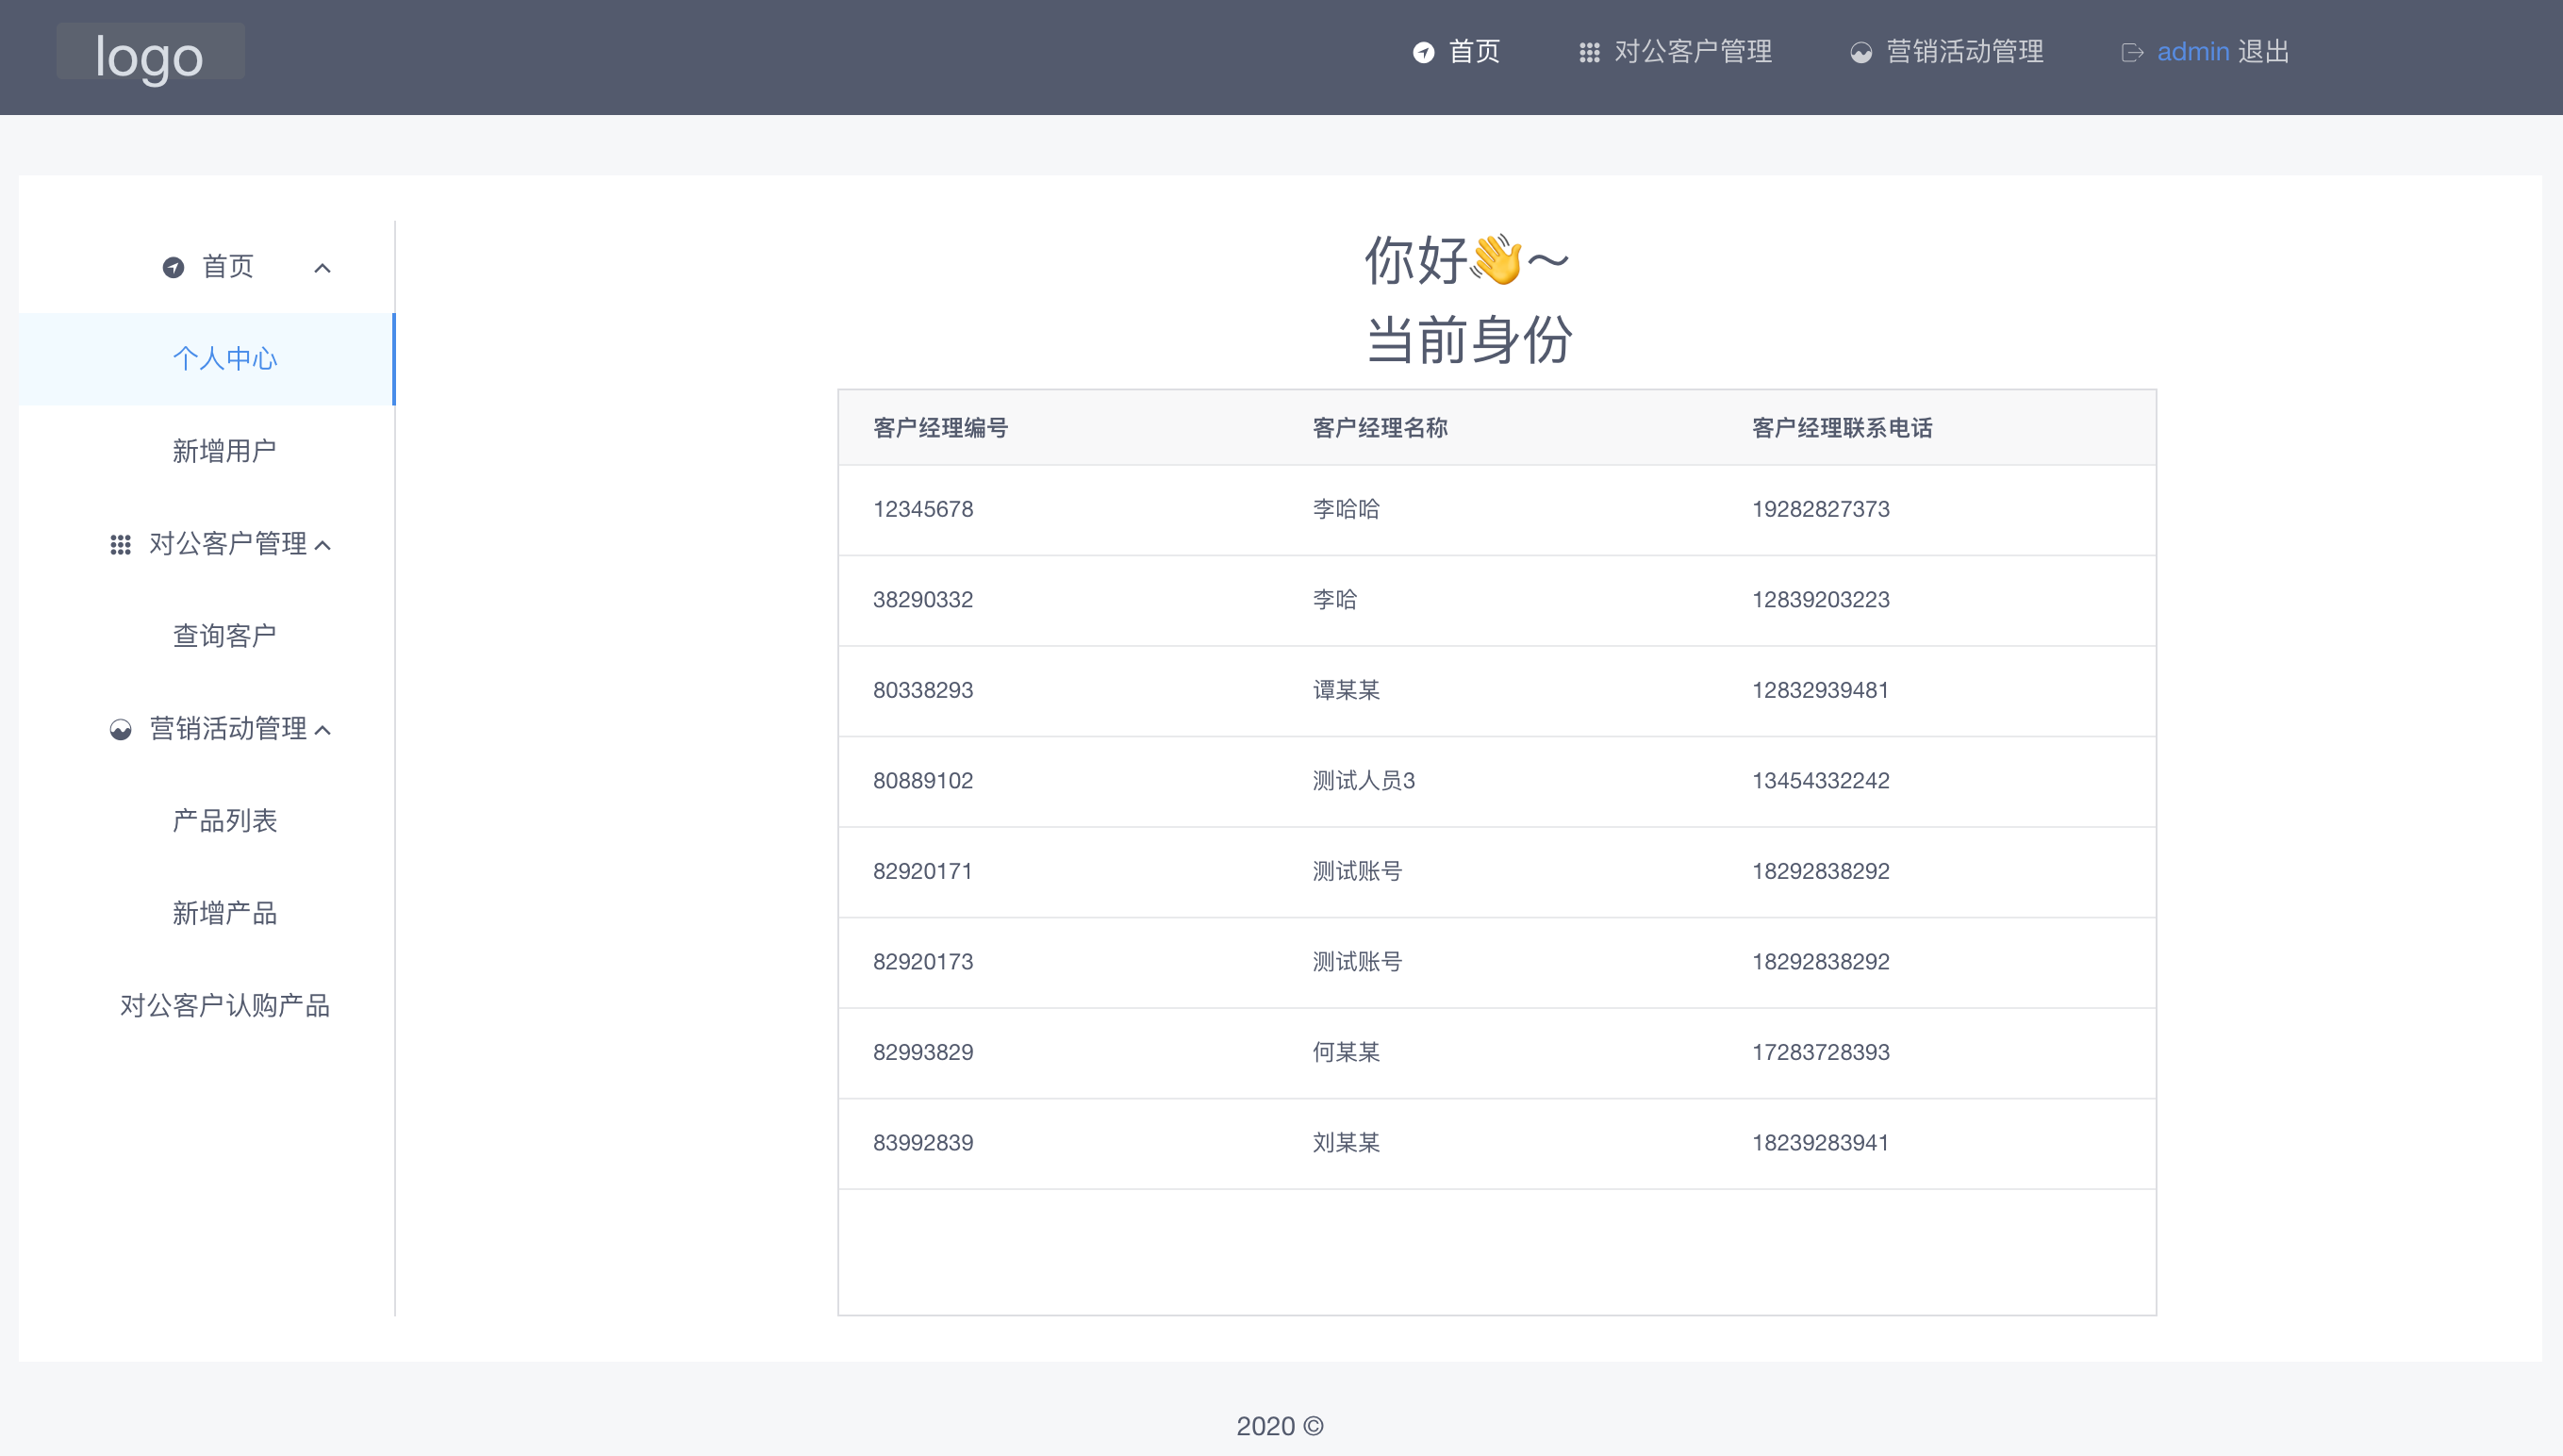 logo
首页 对公客户管理 营销活动管理 admin 退出
首页
个人中心
新增用户
对公客户管理
查询客户
营销活动管理
产品列表
新增产品
对公客户认购产品
你好👋～
当前身份
客户经理编号 客户经理名称 客户经理联系电话
12345678 李哈哈 19282827373
38290332 李哈 12839203223
80338293 谭某某 12832939481
80889102 测试人员3 13454332242
82920171 测试账号 18292838292
82920173 测试账号 18292838292
82993829 何某某 17283728393
83992839 刘某某 18239283941
2020 ©